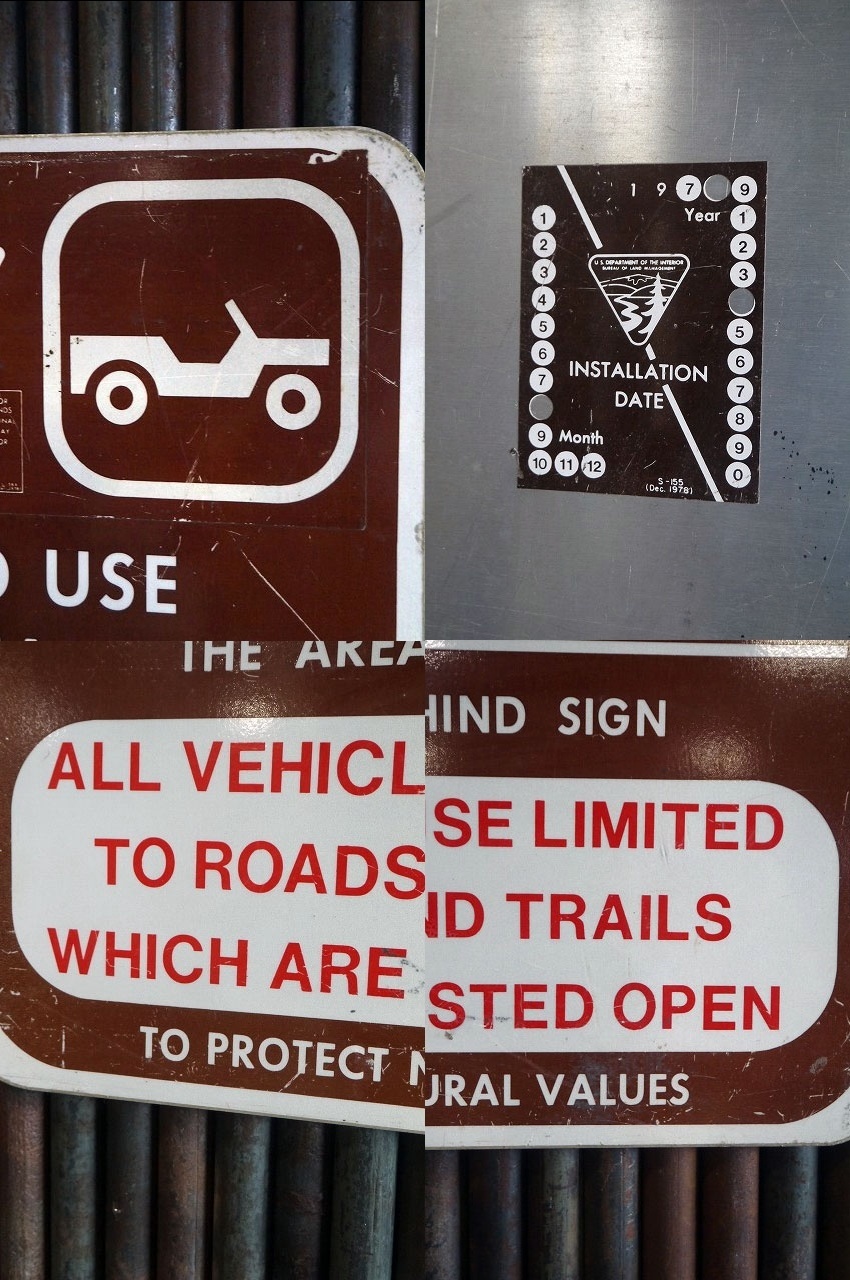 USE
1 9 7 9
Year
1
2
3
5
6
7
8
9
0
1
2
3
4
5
6
7
9 Month
10 11 12
U.S. DEPARTMENT OF THE INTERIOR
BUREAU OF LAND MANAGEMENT
INSTALLATION
DATE
S-155
(Dec. 1978)
THE AREA
ALL VEHICL
TO ROADS
WHICH ARE
TO PROTECT N
HIND SIGN
SE LIMITED
ND TRAILS
STED OPEN
URAL VALUES